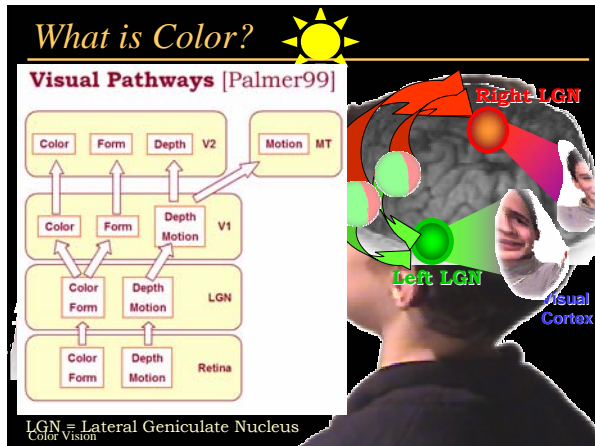 What is Color?
Visual Pathways [Palmer99]
Color Form Depth V2
Motion MT
Color Form Depth Motion V1
Color Form Depth Motion LGN
Color Form Depth Motion Retina
Right LGN
Left LGN
Visual
Cortex
LGN = Lateral Geniculate Nucleus
Color Vision